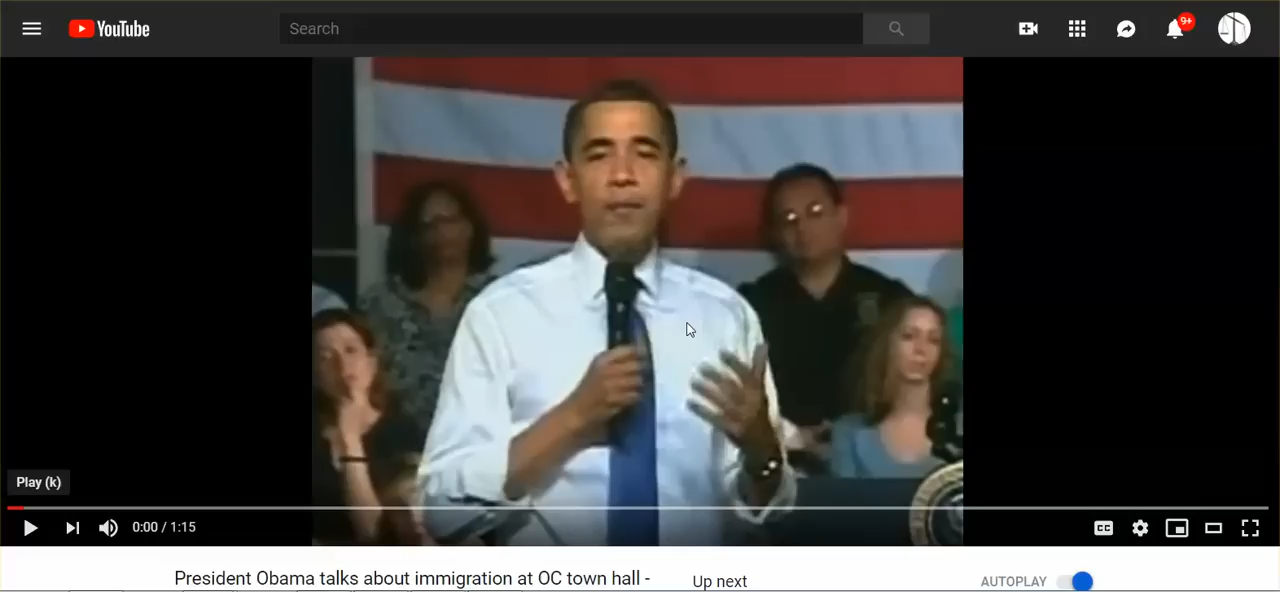 YouTube Search 9+
Play (k)
0:00 / 1:15 CC
President Obama talks about immigration at OC town hall - Up next AUTOPLAY